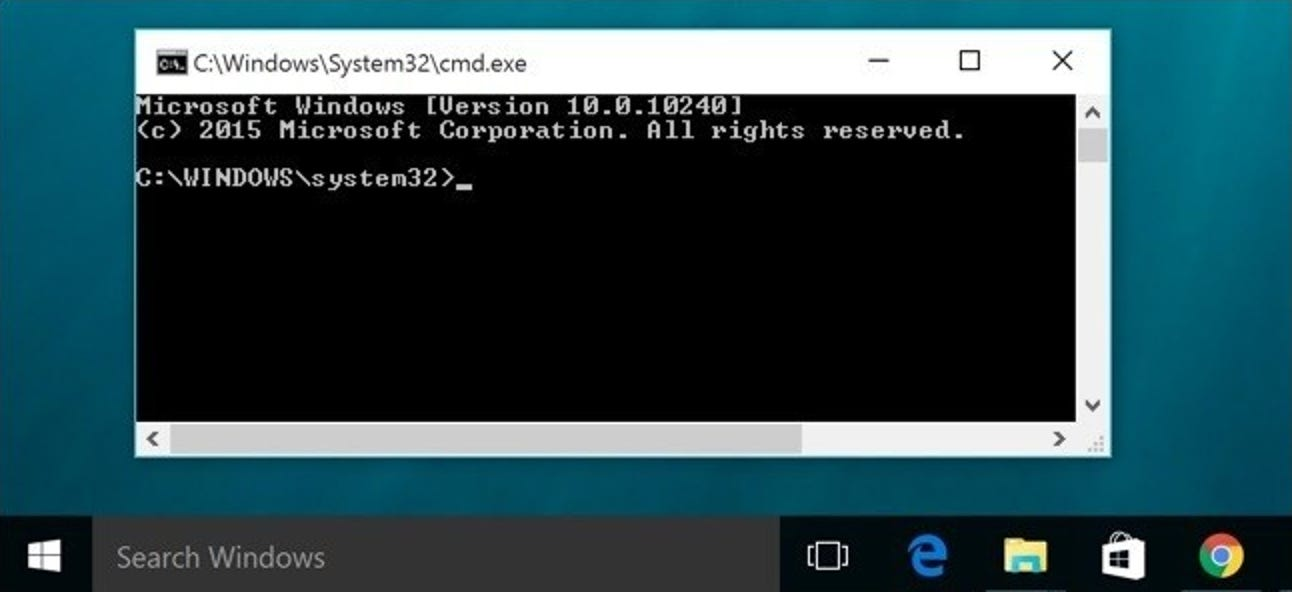 C:\Windows\System32\cmd.exe
Microsoft Windows [Version 10.0.10240]
(c) 2015 Microsoft Corporation. All rights reserved.
C:\WINDOWS\system32>_
Search Windows